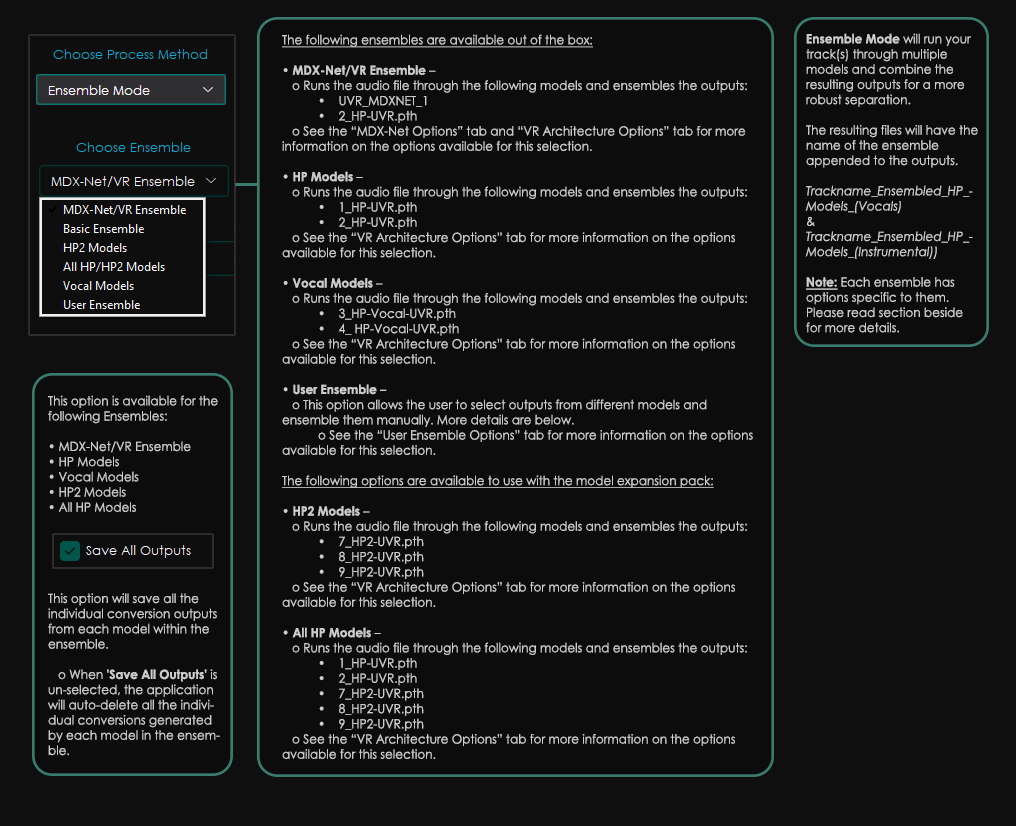 Choose Process Method
Ensemble Mode
Choose Ensemble
MDX-Net/VR Ensemble
MDX-Net/VR Ensemble
Basic Ensemble
HP2 Models
All HP/HP2 Models
Vocal Models
User Ensemble
This option is available for the
following Ensembles:
• MDX-Net/VR Ensemble
• HP Models
• Vocal Models
• HP2 Models
• All HP Models
Save All Outputs
This option will save all the
individual conversion outputs
from each model within the
ensemble.
o When 'Save All Outputs' is
un-selected, the application
will auto-delete all the indivi-
dual conversions generated
by each model in the ensem-
ble.
The following ensembles are available out of the box:
• MDX-Net/VR Ensemble –
o Runs the audio file through the following models and ensembles the outputs:
• UVR_MDXNET_1
• 2_HP-UVR.pth
o See the “MDX-Net Options” tab and “VR Architecture Options” tab for more
information on the options available for this selection.
• HP Models –
o Runs the audio file through the following models and ensembles the outputs:
• 1_HP-UVR.pth
• 2_HP-UVR.pth
o See the “VR Architecture Options” tab for more information on the options
available for this selection.
• Vocal Models –
o Runs the audio file through the following models and ensembles the outputs:
• 3_HP-Vocal-UVR.pth
• 4_ HP-Vocal-UVR.pth
o See the “VR Architecture Options” tab for more information on the options
available for this selection.
• User Ensemble –
o This option allows the user to select outputs from different models and
ensemble them manually. More details are below.
o See the “User Ensemble Options” tab for more information on the options
available for this selection.
The following options are available to use with the model expansion pack:
• HP2 Models –
o Runs the audio file through the following models and ensembles the outputs:
• 7_HP2-UVR.pth
• 8_HP2-UVR.pth
• 9_HP2-UVR.pth
o See the “VR Architecture Options” tab for more information on the options
available for this selection.
• All HP Models –
o Runs the audio file through the following models and ensembles the outputs:
• 1_HP-UVR.pth
• 2_HP-UVR.pth
• 7_HP2-UVR.pth
• 8_HP2-UVR.pth
• 9_HP2-UVR.pth
o See the “VR Architecture Options” tab for more information on the options
available for this selection.
Ensemble Mode will run your
track(s) through multiple
models and combine the
resulting outputs for a more
robust separation.
The resulting files will have the
name of the ensemble
appended to the outputs.
Trackname_Ensembled_HP_-
Models_(Vocals)
&
Trackname_Ensembled_HP_-
Models_(Instrumental))
Note: Each ensemble has
options specific to them.
Please read section beside
for more details.